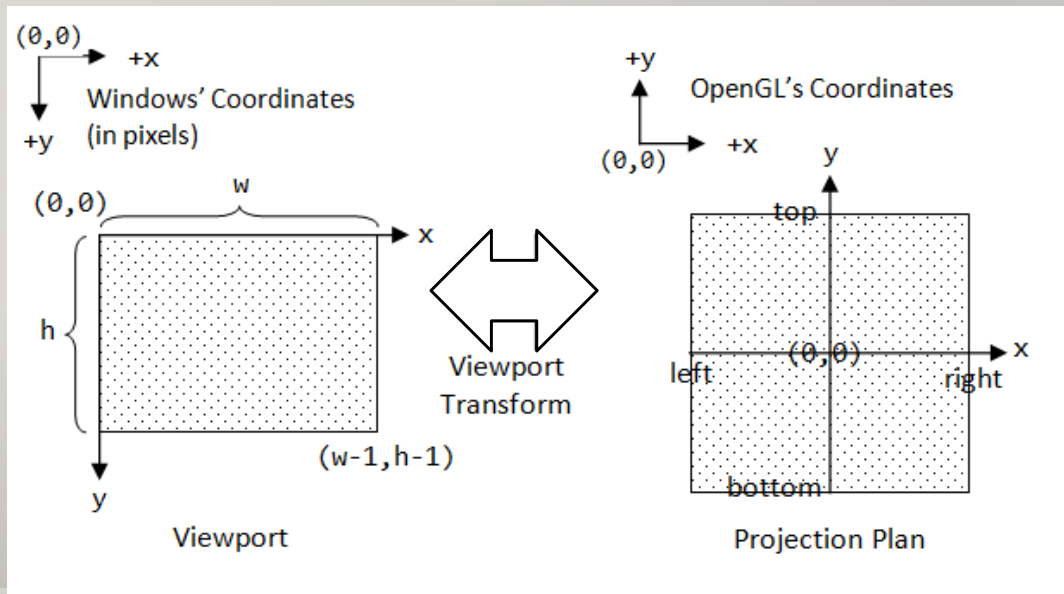 (0,0)
+x
Windows’ Coordinates
+y
(in pixels)
(0,0)
w
x
h
(w-1,h-1)
y
Viewport
Viewport
Transform
+y
OpenGL’s Coordinates
(0,0)
+x
y
top
(0,0)
x
left
right
bottom
Projection Plan